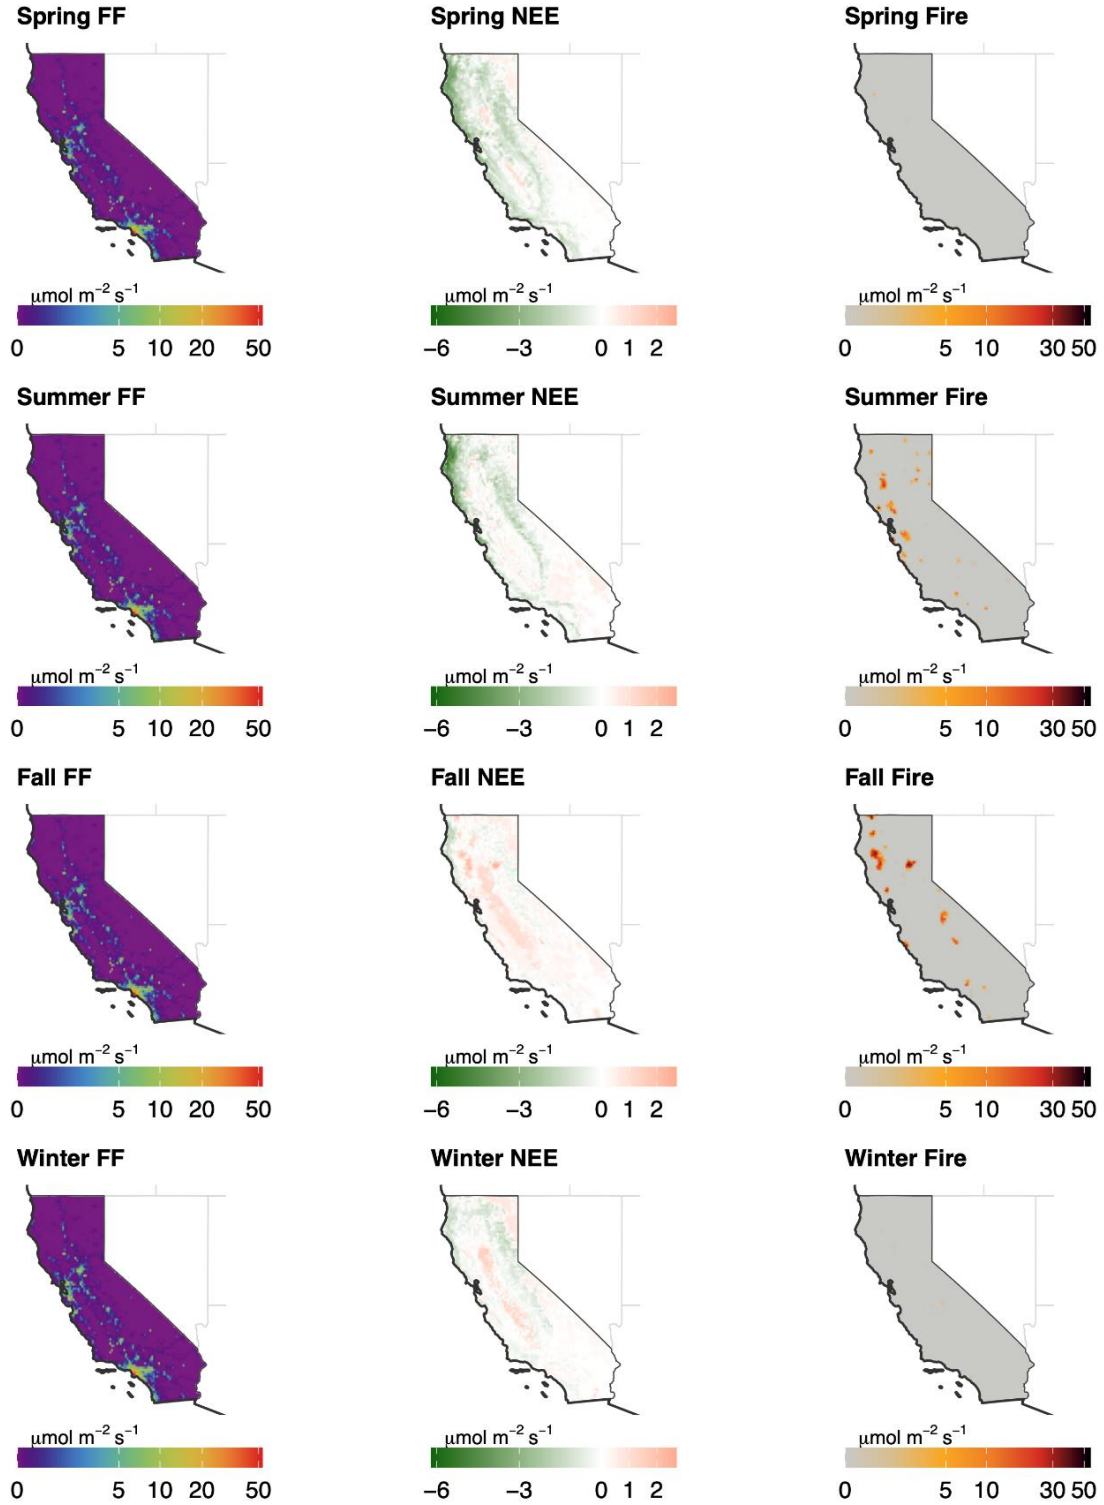 Spring FF Spring NEE Spring Fire
μmol m⁻² s⁻¹ μmol m⁻² s⁻¹ μmol m⁻² s⁻¹
0 5 10 20 50 −6 −3 0 1 2 0 5 10 30 50
Summer FF Summer NEE Summer Fire
μmol m⁻² s⁻¹ μmol m⁻² s⁻¹ μmol m⁻² s⁻¹
0 5 10 20 50 −6 −3 0 1 2 0 5 10 30 50
Fall FF Fall NEE Fall Fire
μmol m⁻² s⁻¹ μmol m⁻² s⁻¹ μmol m⁻² s⁻¹
0 5 10 20 50 −6 −3 0 1 2 0 5 10 30 50
Winter FF Winter NEE Winter Fire
μmol m⁻² s⁻¹ μmol m⁻² s⁻¹ μmol m⁻² s⁻¹
0 5 10 20 50 −6 −3 0 1 2 0 5 10 30 50